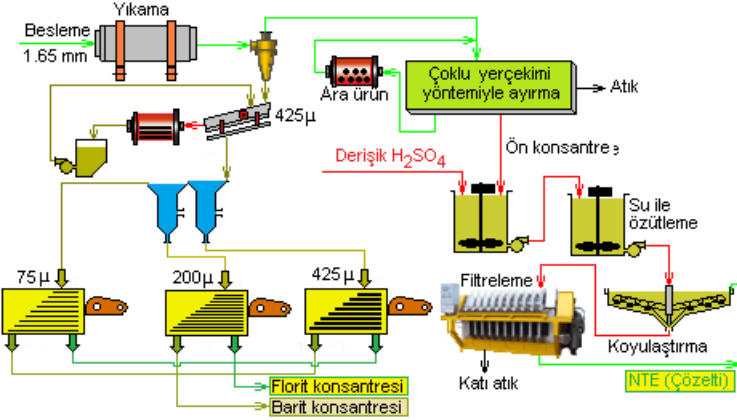 Yıkama
Besleme
1.65 mm
425µ
Ara ürün
Çoklu yerçekimi
yöntemiyle ayırma
Atık
Ön konsantre
Derişik H₂SO₄
Su ile
özütleme
75µ
200µ
425µ
Filtreleme
Koyulaştırma
Katı atık
NTE (Çözelti)
Florit konsantresi
Barit konsantresi